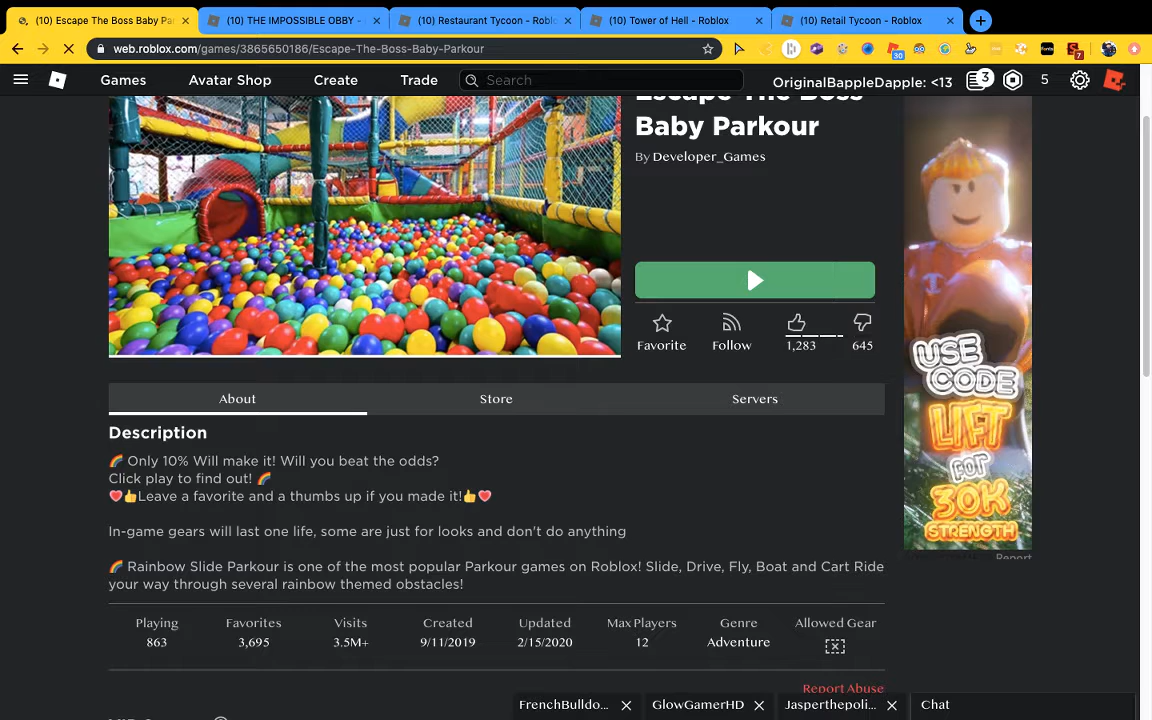 (10) Escape The Boss Baby Par
(10) THE IMPOSSIBLE OBBY -
(10) Restaurant Tycoon - Robl
(10) Tower of Hell - Roblox
(10) Retail Tycoon - Roblox
web.roblox.com/games/3865650186/Escape-The-Boss-Baby-Parkour
30
fonts
7
Games
Avatar Shop
Create
Trade
Search
OriginalBappleDapple: <13
3
5
Escape The Boss
Baby Parkour
By Developer_Games
Favorite
Follow
1,283
645
USE
CODE
LIFT
FOR
30K
STRENGTH
Report
About
Store
Servers
Description
🌈 Only 10% Will make it! Will you beat the odds?
Click play to find out! 🌈
❤️👍Leave a favorite and a thumbs up if you made it!👍❤️
In-game gears will last one life, some are just for looks and don't do anything
🌈 Rainbow Slide Parkour is one of the most popular Parkour games on Roblox! Slide, Drive, Fly, Boat and Cart Ride
your way through several rainbow themed obstacles!
Playing
Favorites
Visits
Created
Updated
Max Players
Genre
Allowed Gear
863
3,695
3.5M+
9/11/2019
2/15/2020
12
Adventure
Report Abuse
FrenchBulldo...
GlowGamerHD
Jasperthepoli...
Chat